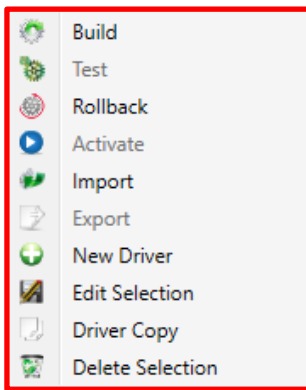 Build
Test
Rollback
Activate
Import
Export
New Driver
Edit Selection
Driver Copy
Delete Selection